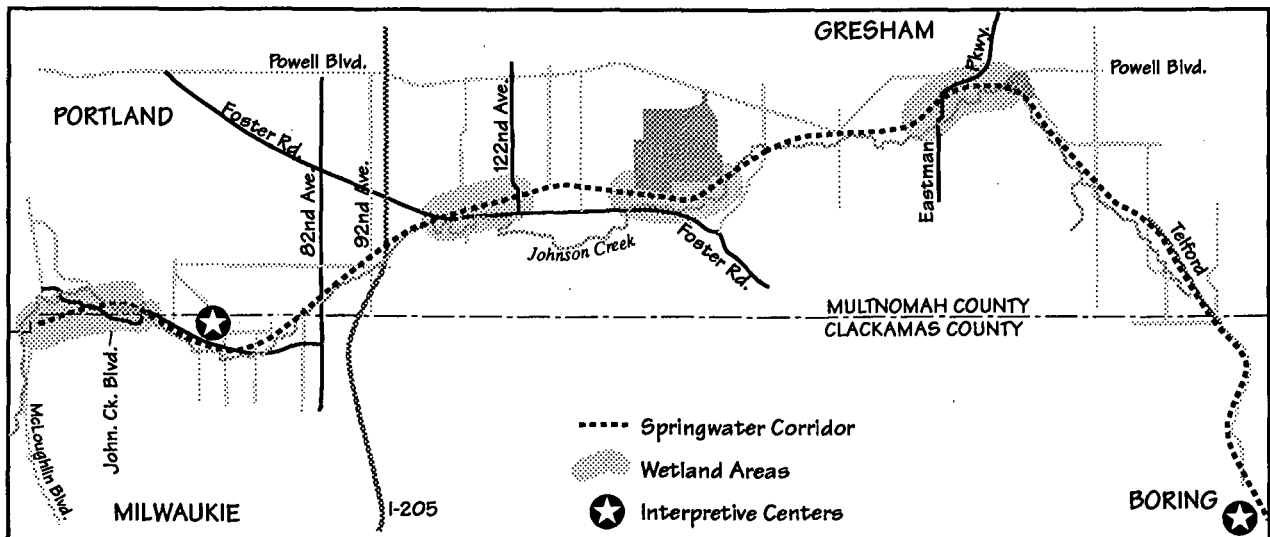 GRESHAM
Powell Blvd.
Pkwy.
Powell Blvd.
PORTLAND
Foster Rd.
122nd Ave.
82nd Ave.
92nd Ave.
Eastman
Johnson Creek
Foster Rd.
Telford
MULTNOMAH COUNTY
CLACKAMAS COUNTY
John. Ck. Blvd.
McLoughlin Blvd.
Springwater Corridor
Wetland Areas
Interpretive Centers
MILWAUKIE
I-205
BORING